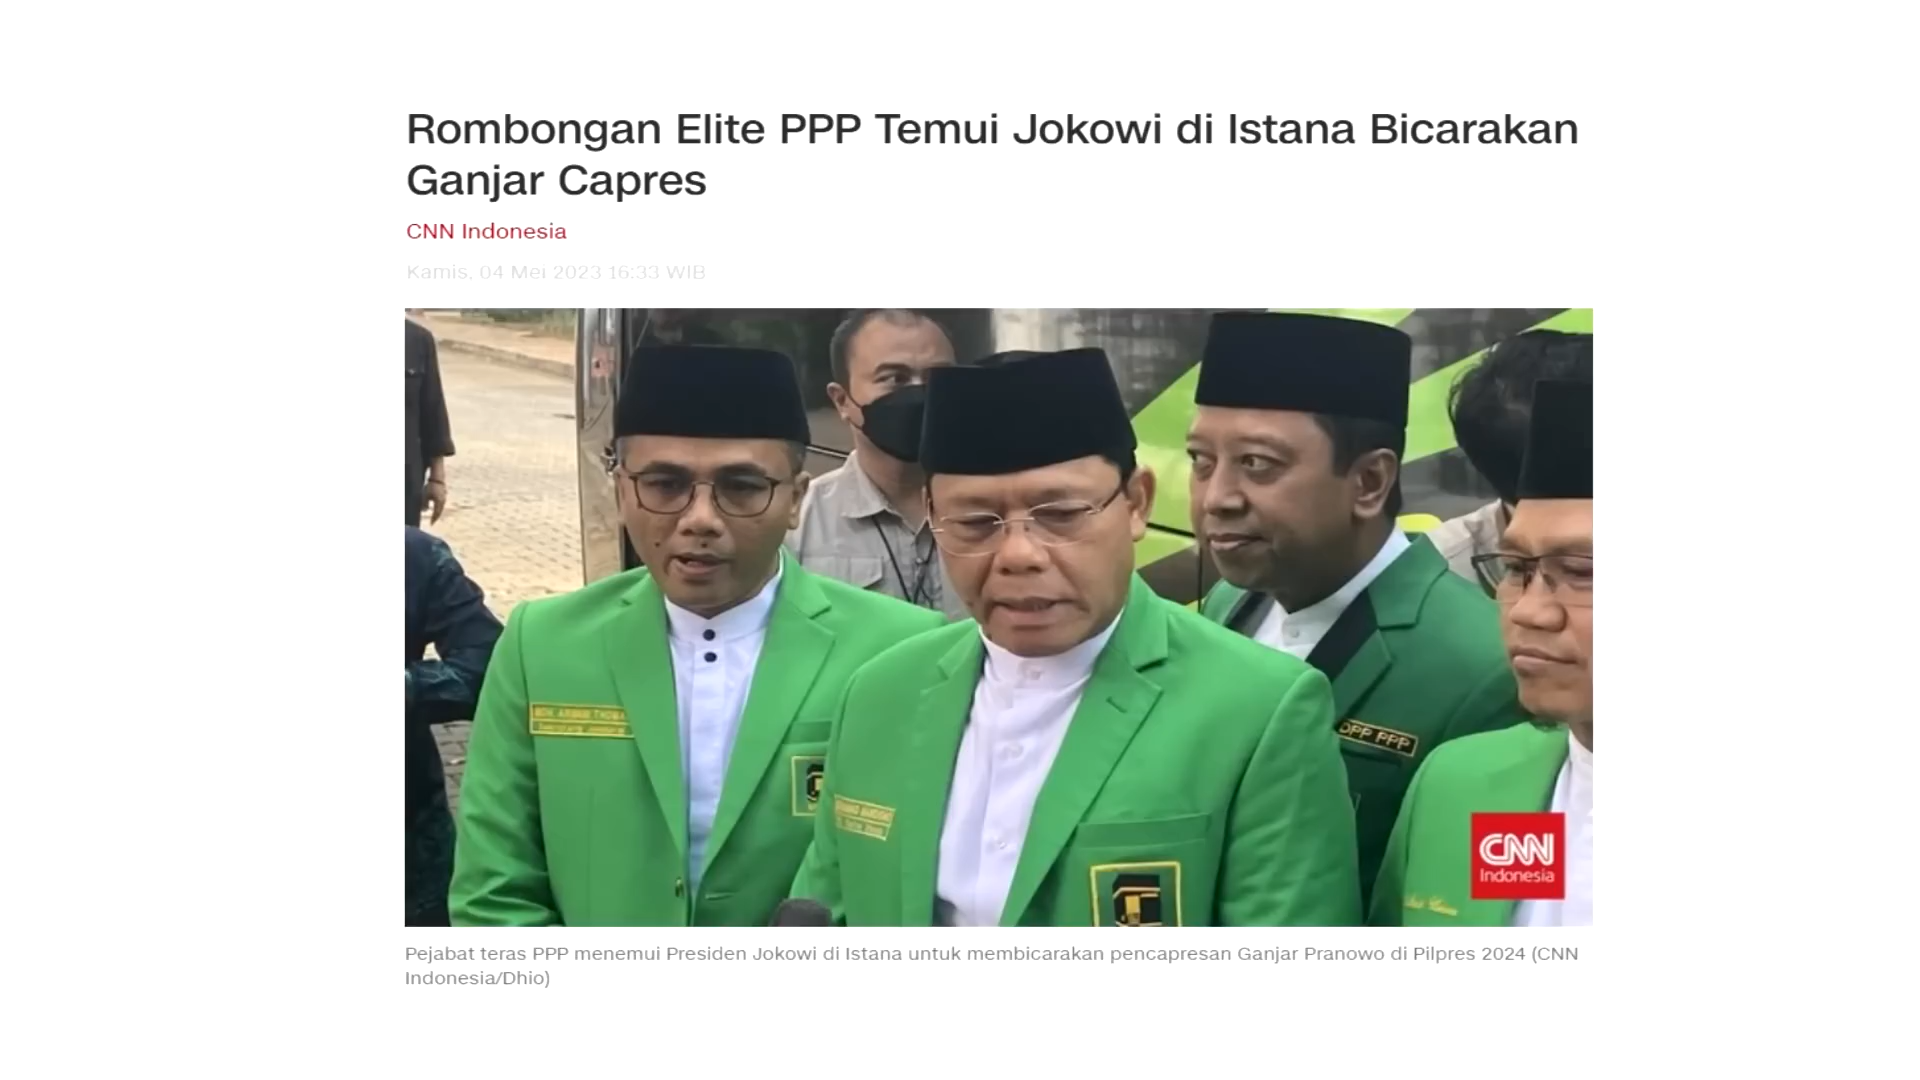 Rombongan Elite PPP Temui Jokowi di Istana Bicarakan
Ganjar Capres
CNN Indonesia
Kamis, 04 Mei 2023 16:33 WIB
DPP PPP
CNN
Indonesia
Pejabat teras PPP menemui Presiden Jokowi di Istana untuk membicarakan pencapresan Ganjar Pranowo di Pilpres 2024 (CNN
Indonesia/Dhio)